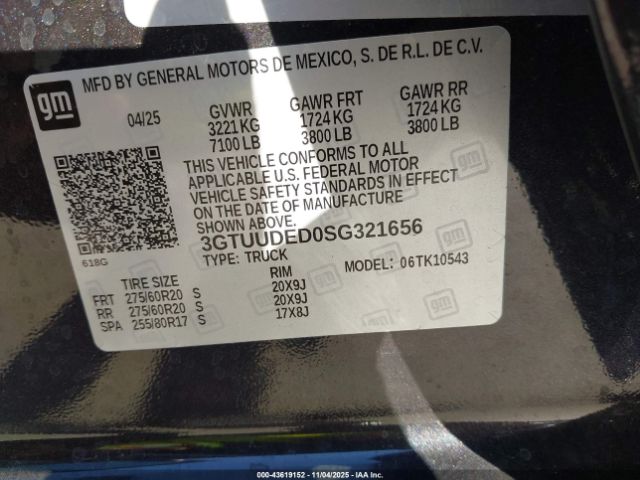 gm
MFD BY GENERAL MOTORS DE MEXICO, S. DE R.L. DE C.V.
04/25 GVWR GAWR FRT GAWR RR
3221 KG 1724 KG 1724 KG
7100 LB 3800 LB 3800 LB
THIS VEHICLE CONFORMS TO ALL
APPLICABLE U.S. FEDERAL MOTOR
VEHICLE SAFETY STANDARDS IN EFFECT
ON THE DATE OF MANUFACTURE
SHOWN ABOVE.
3GTUUDED0SG321656
618G
TYPE: TRUCK MODEL: 06TK10543
TIRE SIZE RIM
FRT 275/60R20 S 20X9J
RR 275/60R20 S 20X9J
SPA 255/80R17 S 17X8J
00-43619152 - 11/04/2025 - IAAI.COM